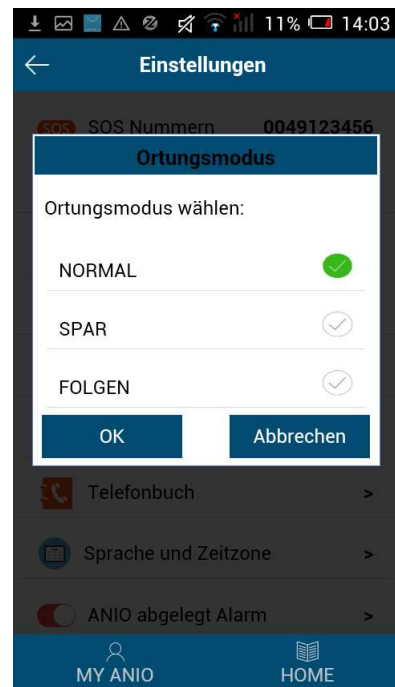 11% 14:03
Einstellungen
SOS SOS Nummern 0049123456
Ortungsmodus
Ortungsmodus wählen:
NORMAL
SPAR
FOLGEN
OK Abbrechen
Telefonbuch >
Sprache und Zeitzone >
ANIO abgelegt Alarm >
MY ANIO HOME